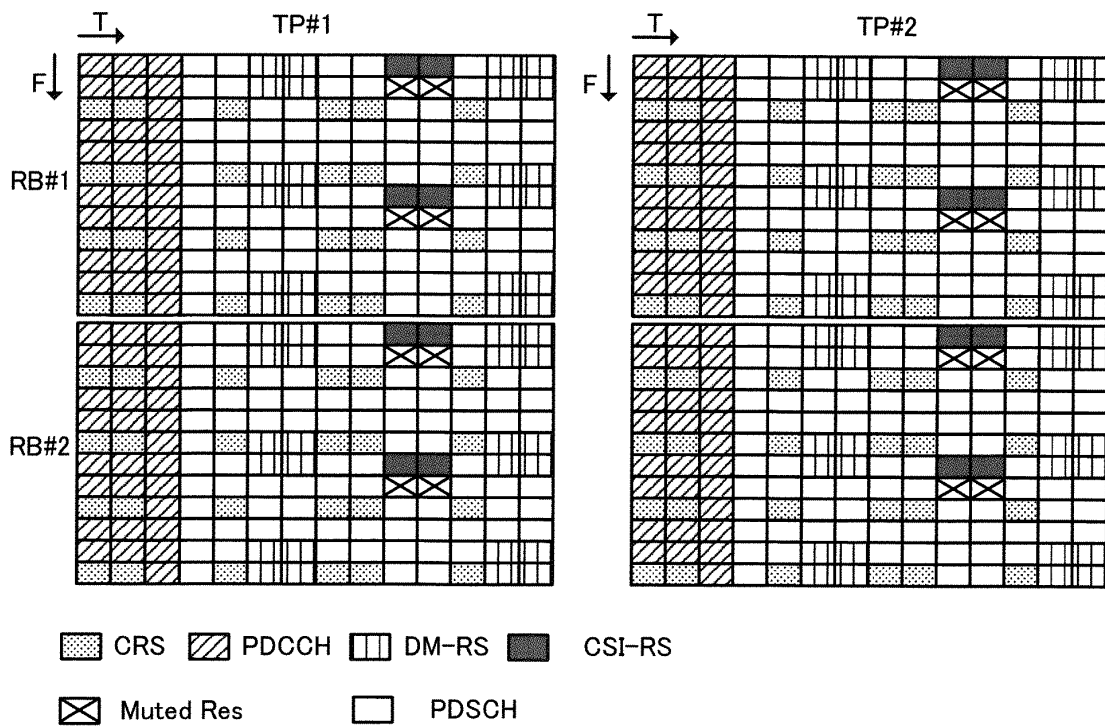 TP#1
TP#2
T
T
F
F
RB#1
RB#2
CRS
PDCCH
DM-RS
CSI-RS
Muted Res
PDSCH